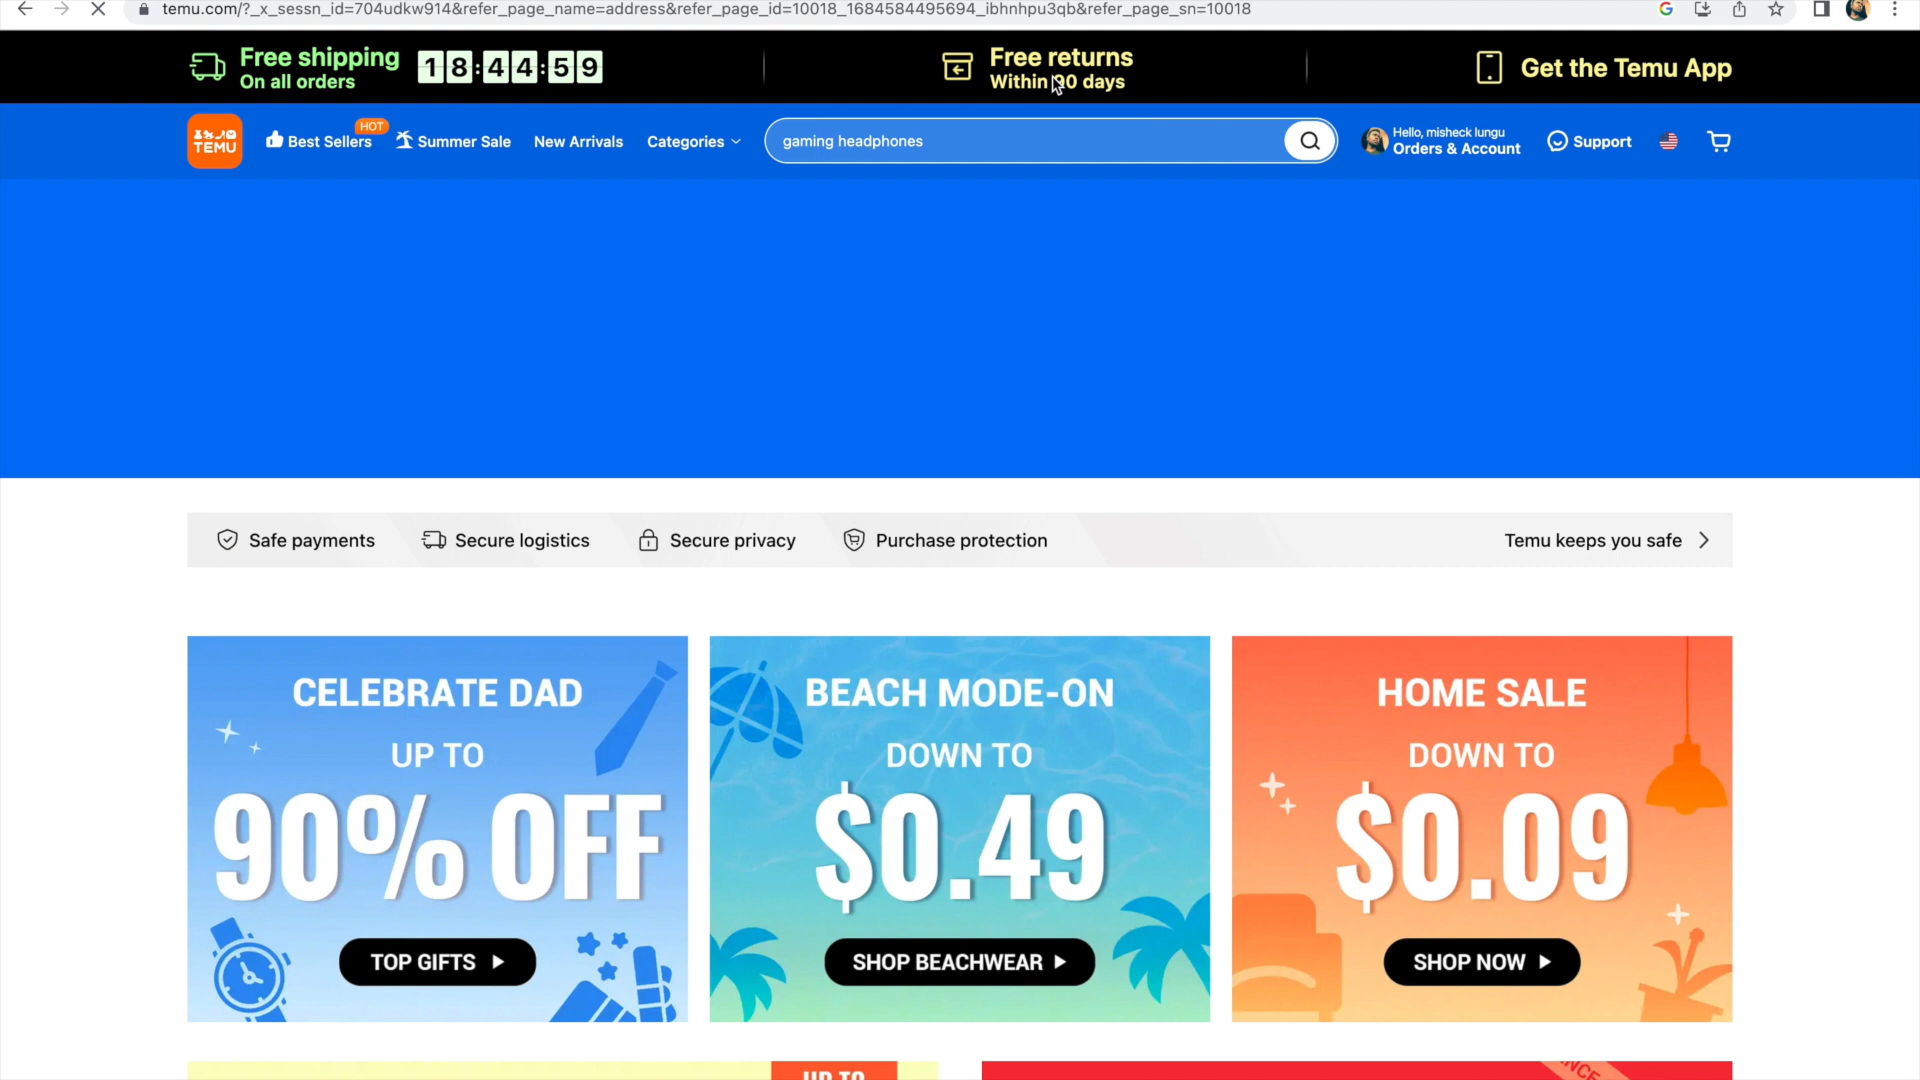 temu.com/?_x_sessn_id=704udkw914&refer_page_name=address&refer_page_id=10018_1684584495694_ibhnhpu3qb&refer_page_sn=10018
Free shipping
On all orders
18:44:59
Free returns
Within 90 days
Get the Temu App
TEMU
Best Sellers
HOT
Summer Sale
New Arrivals
Categories
gaming headphones
Hello, misheck lungu
Orders & Account
Support
Safe payments
Secure logistics
Secure privacy
Purchase protection
Temu keeps you safe
CELEBRATE DAD
UP TO
90% OFF
TOP GIFTS
BEACH MODE-ON
DOWN TO
$0.49
SHOP BEACHWEAR
HOME SALE
DOWN TO
$0.09
SHOP NOW
UP TO